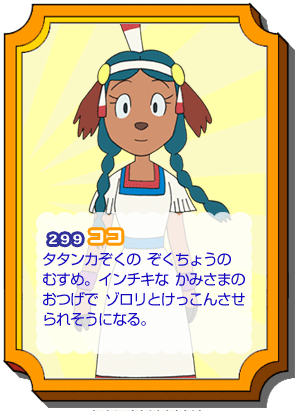 299 ココ
タタンカぞくの ぞくちょうの
むすめ。インチキな かみさまの
おつげで ゾロリとけっこんさせ
られそうになる。